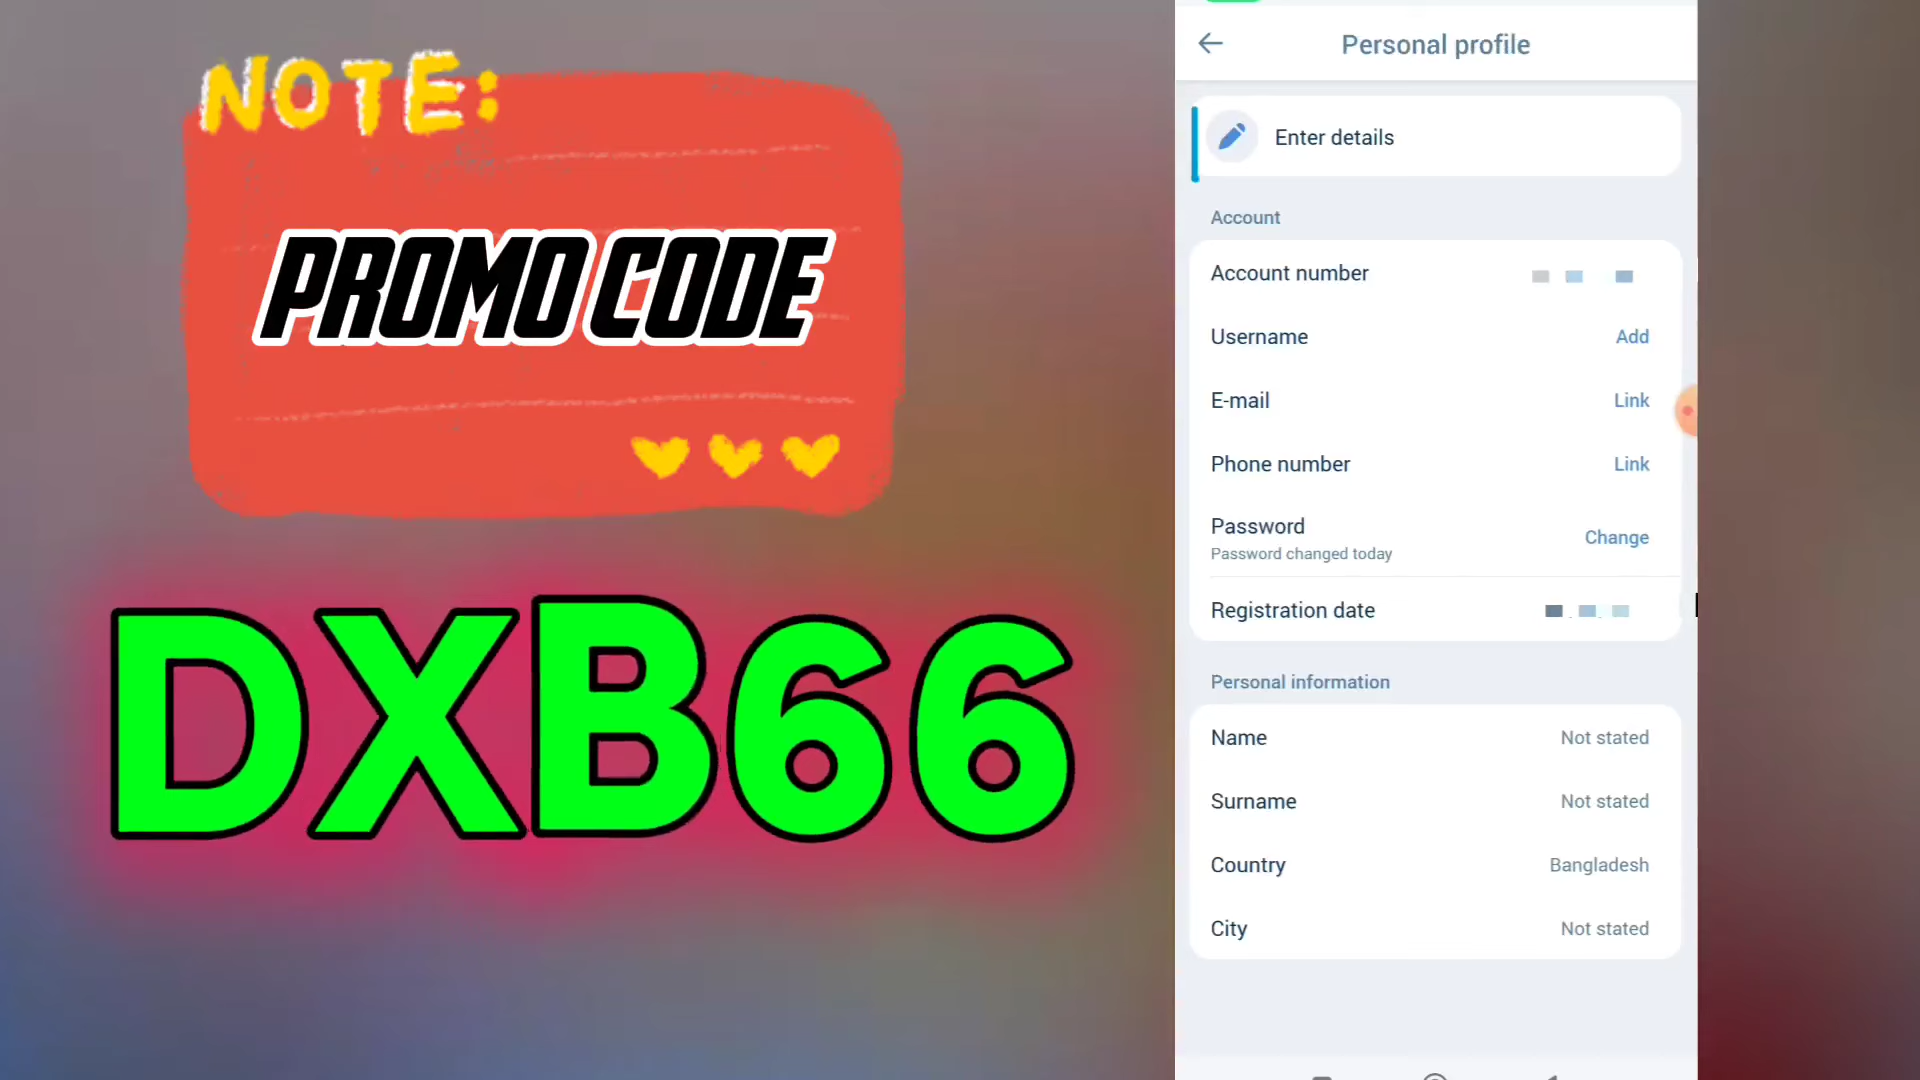 NOTE:
PROMO CODE
DXB66
Personal profile
Enter details
Account
Account number
Username Add
E-mail Link
Phone number Link
Password Change
Password changed today
Registration date
Personal information
Name Not stated
Surname Not stated
Country Bangladesh
City Not stated